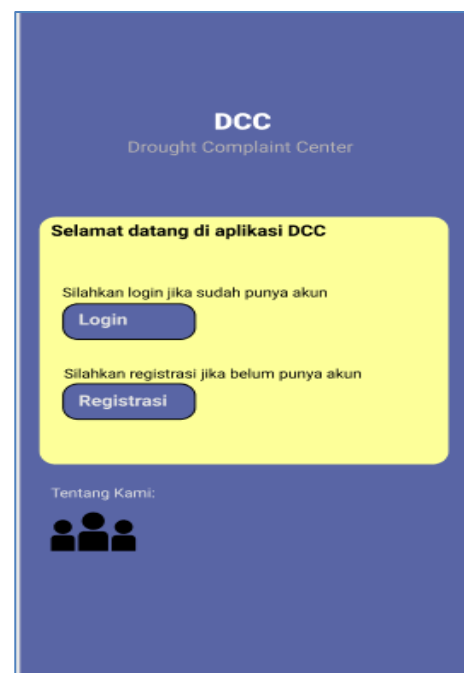 DCC
Drought Complaint Center
Selamat datang di aplikasi DCC
Silahkan login jika sudah punya akun
Login
Silahkan registrasi jika belum punya akun
Registrasi
Tentang Kami: